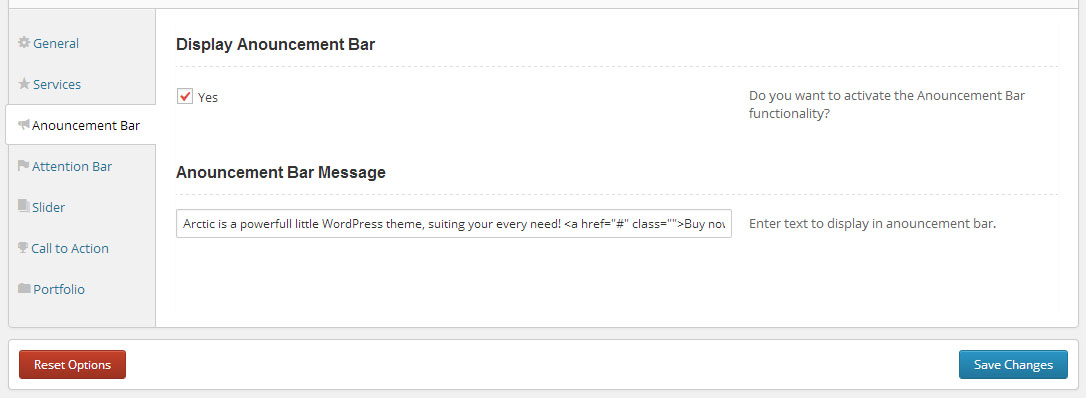 General
Services
Anouncement Bar
Attention Bar
Slider
Call to Action
Portfolio
Display Anouncement Bar
Yes
Do you want to activate the Anouncement Bar
functionality?
Anouncement Bar Message
Arctic is a powerfull little WordPress theme, suiting your every need! <a href="#" class="">Buy
Enter text to display in anouncement bar.
Reset Options
Save Changes